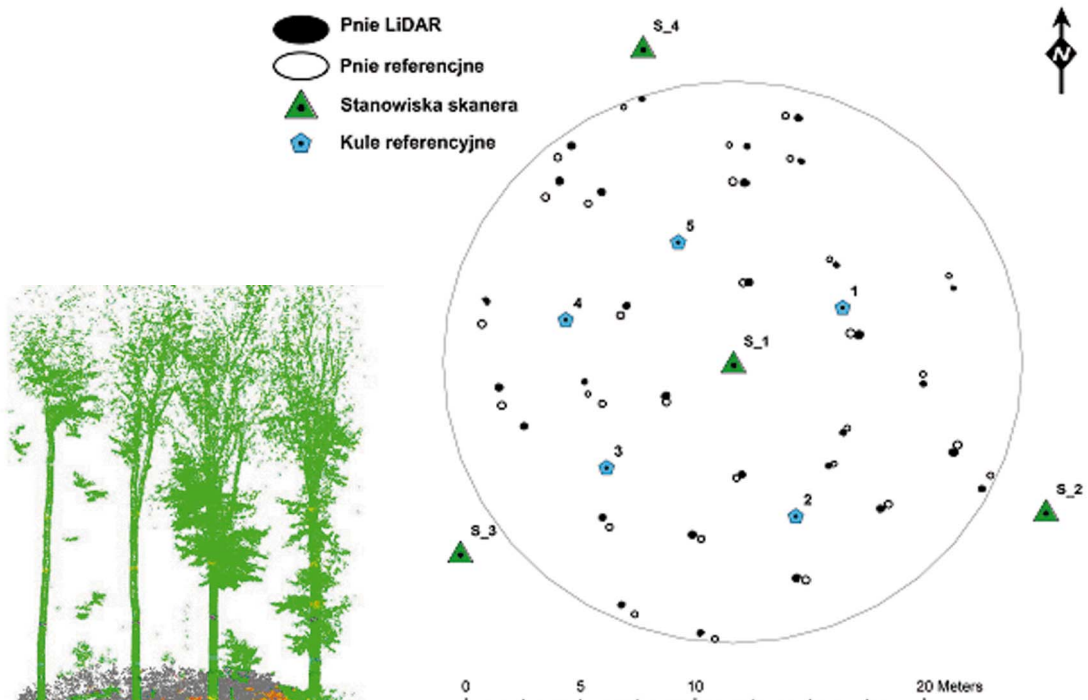 Pnie LiDAR
Pnie referencjne
Stanowiska skanera
Kule referencyjne
N
S_4
5
4
1
S_1
3
2
S_2
S_3
0 5 10 20 Meters